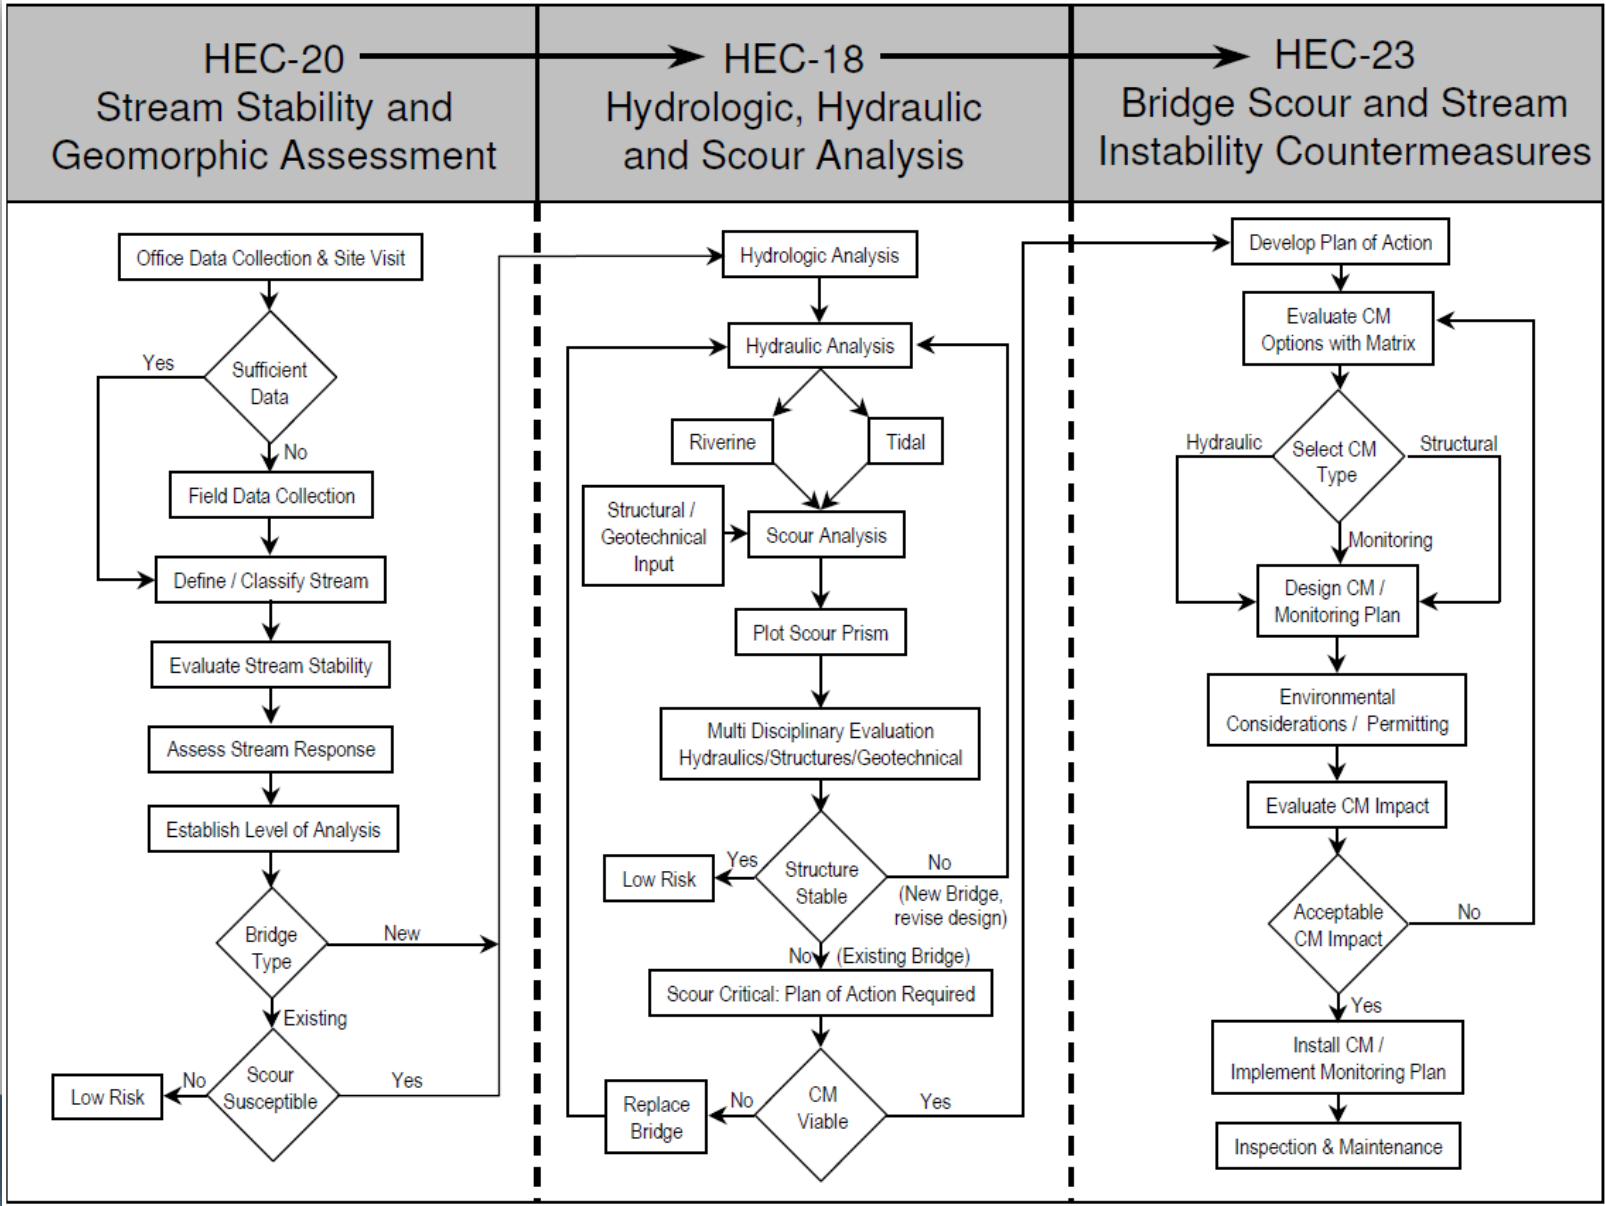 HEC-20
Stream Stability and
Geomorphic Assessment
HEC-18
Hydrologic, Hydraulic
and Scour Analysis
HEC-23
Bridge Scour and Stream
Instability Countermeasures
Office Data Collection & Site Visit
Yes
Sufficient
Data
No
Field Data Collection
Define / Classify Stream
Evaluate Stream Stability
Assess Stream Response
Establish Level of Analysis
Bridge
Type
New
Existing
Scour
Susceptible
No
Yes
Low Risk
Hydrologic Analysis
Hydraulic Analysis
Riverine
Tidal
Structural /
Geotechnical
Input
Scour Analysis
Plot Scour Prism
Multi Disciplinary Evaluation
Hydraulics/Structures/Geotechnical
Structure
Stable
Yes
Low Risk
No
(New Bridge,
revise design)
No
(Existing Bridge)
Scour Critical: Plan of Action Required
CM
Viable
No
Replace
Bridge
Yes
Develop Plan of Action
Evaluate CM
Options with Matrix
Select CM
Type
Hydraulic
Structural
Monitoring
Design CM /
Monitoring Plan
Environmental
Considerations / Permitting
Evaluate CM Impact
Acceptable
CM Impact
No
Yes
Install CM /
Implement Monitoring Plan
Inspection & Maintenance